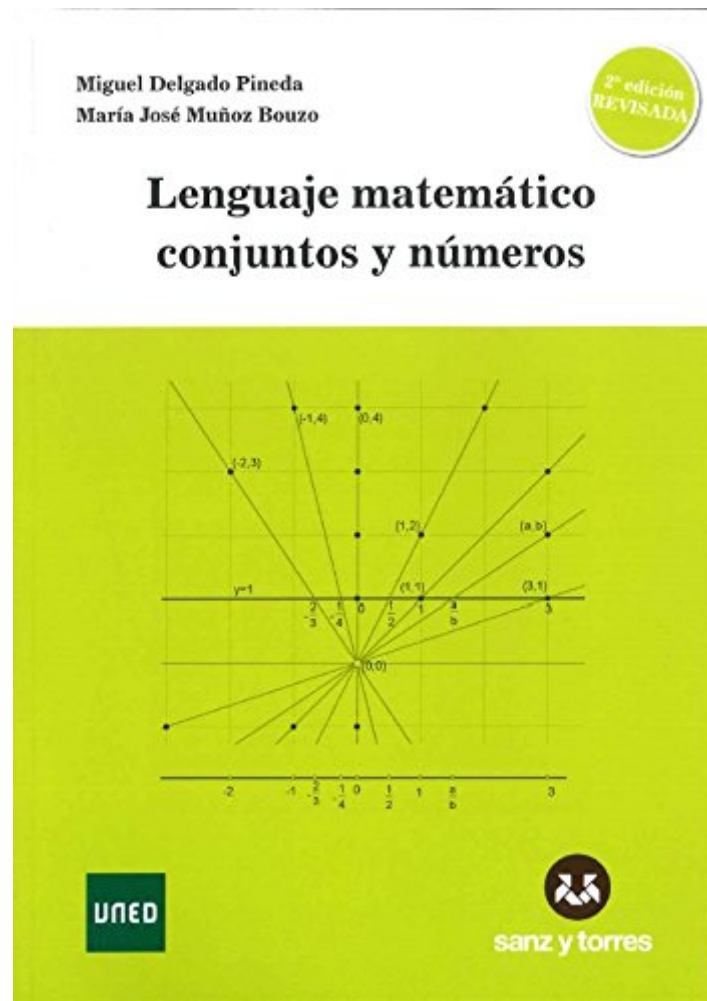 Miguel Delgado Pineda
María José Muñoz Bouzo
2ª edición
REVISADA
Lenguaje matemático
conjuntos y números
(-1,4) (0,4)
(-2,3)
(1,2) (a,b)
y=1 (1,1) (3,1)
-2/3 -1/4 0 1/2 1 a/b 3
(0,0)
-2 -1 -2/3 -1/4 0 1/2 1 a/b 3
UNED
sanz y torres